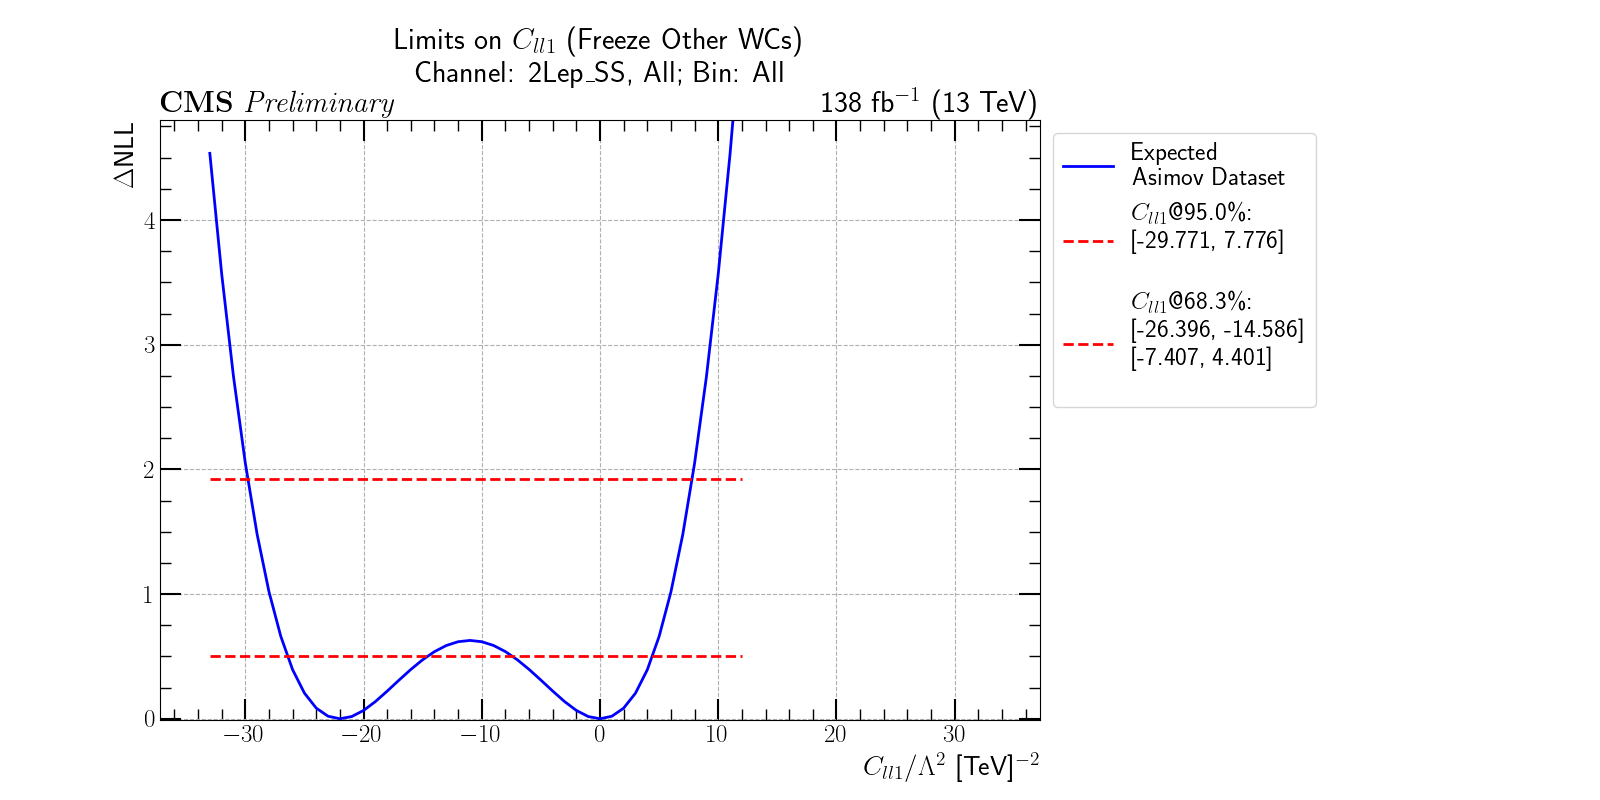 Limits on C_{ll1} (Freeze Other WCs)
Channel: 2Lep_SS, All; Bin: All
CMS Preliminary
138 fb^{-1} (13 TeV)
ΔNLL
4
3
2
1
0
−30
−20
−10
0
10
20
30
C_{ll1}/Λ^2 [TeV]^{-2}
Expected
Asimov Dataset
C_{ll1}@95.0%:
[-29.771, 7.776]
C_{ll1}@68.3%:
[-26.396, -14.586]
[-7.407, 4.401]